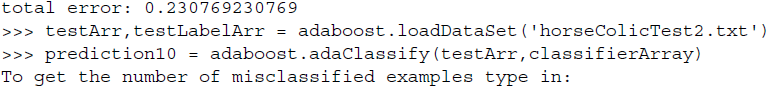 total error: 0.230769230769
>>> testArr,testLabelArr = adaboost.loadDataSet('horseColicTest2.txt')
>>> prediction10 = adaboost.adaClassify(testArr,classifierArray)
To get the number of misclassified examples type in: